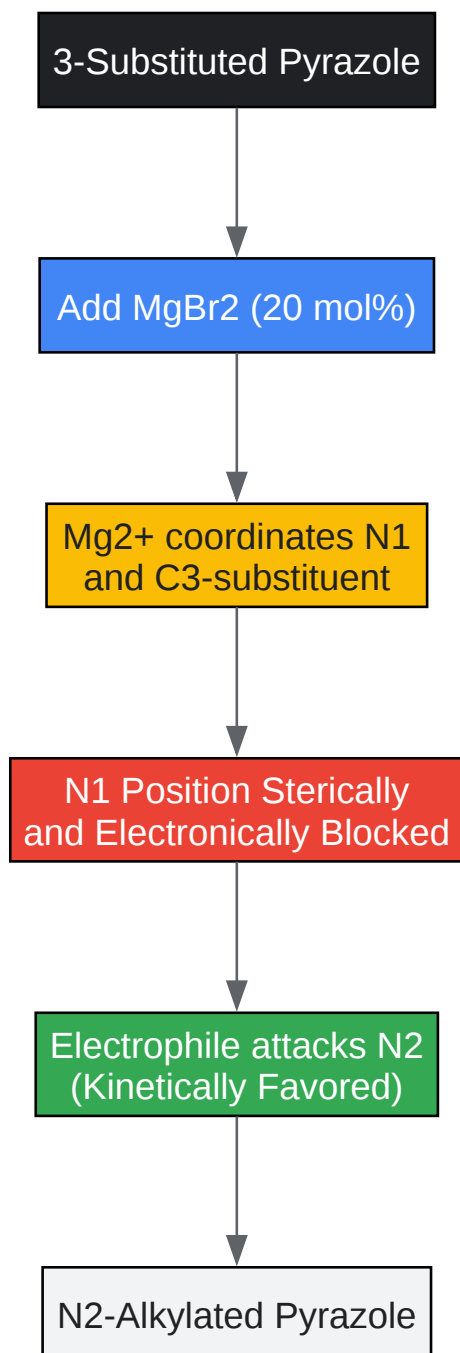 3-Substituted Pyrazole
Add MgBr2 (20 mol%)
Mg2+ coordinates N1
and C3-substituent
N1 Position Sterically
and Electronically Blocked
Electrophile attacks N2
(Kinetically Favored)
N2-Alkylated Pyrazole